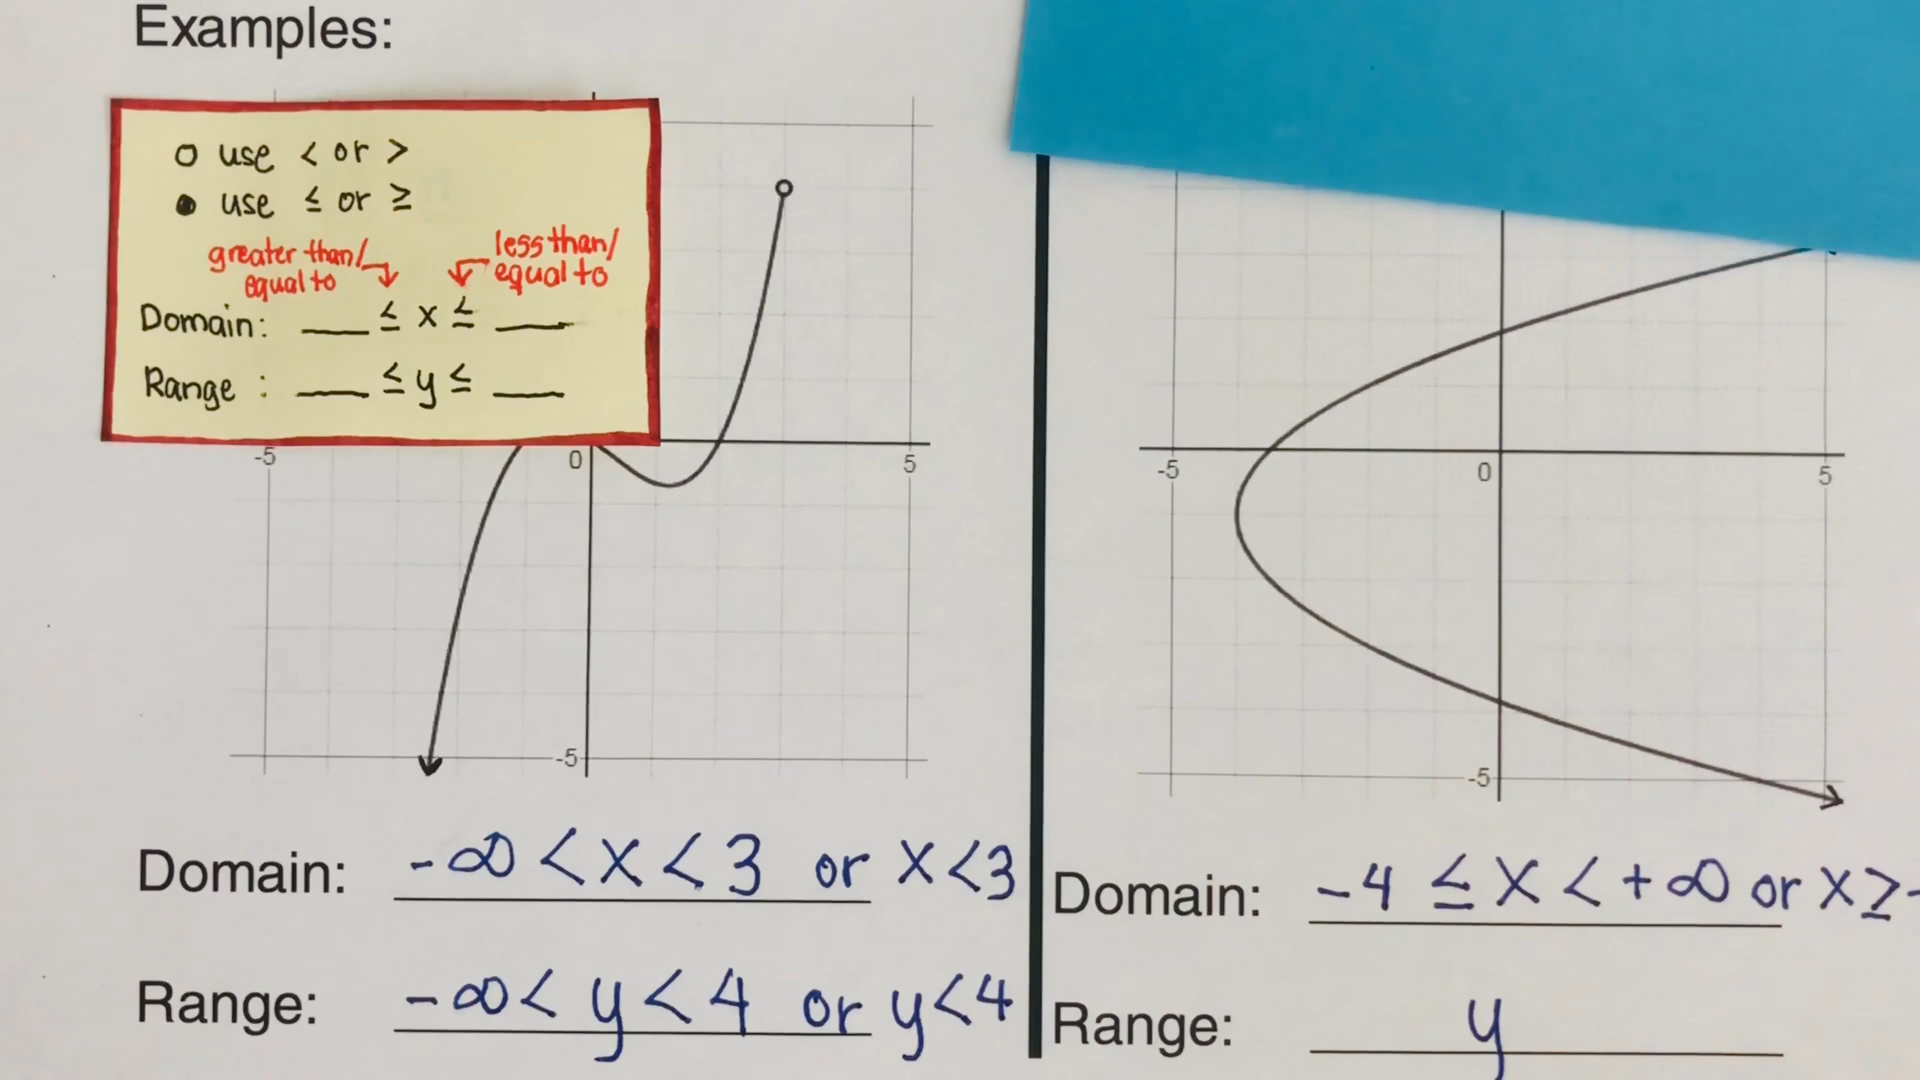 Examples:
○ use < or >
● use ≤ or ≥
greater than/
equal to
less than/
equal to
Domain: ___ ≤ x ≤ ___
Range : ___ ≤ y ≤ ___
-5
0
5
-5
-5
0
5
-5
Domain: -∞ < x < 3 or x < 3
Range: -∞ < y < 4 or y < 4
Domain: -4 ≤ x < +∞ or x ≥ -
Range: y